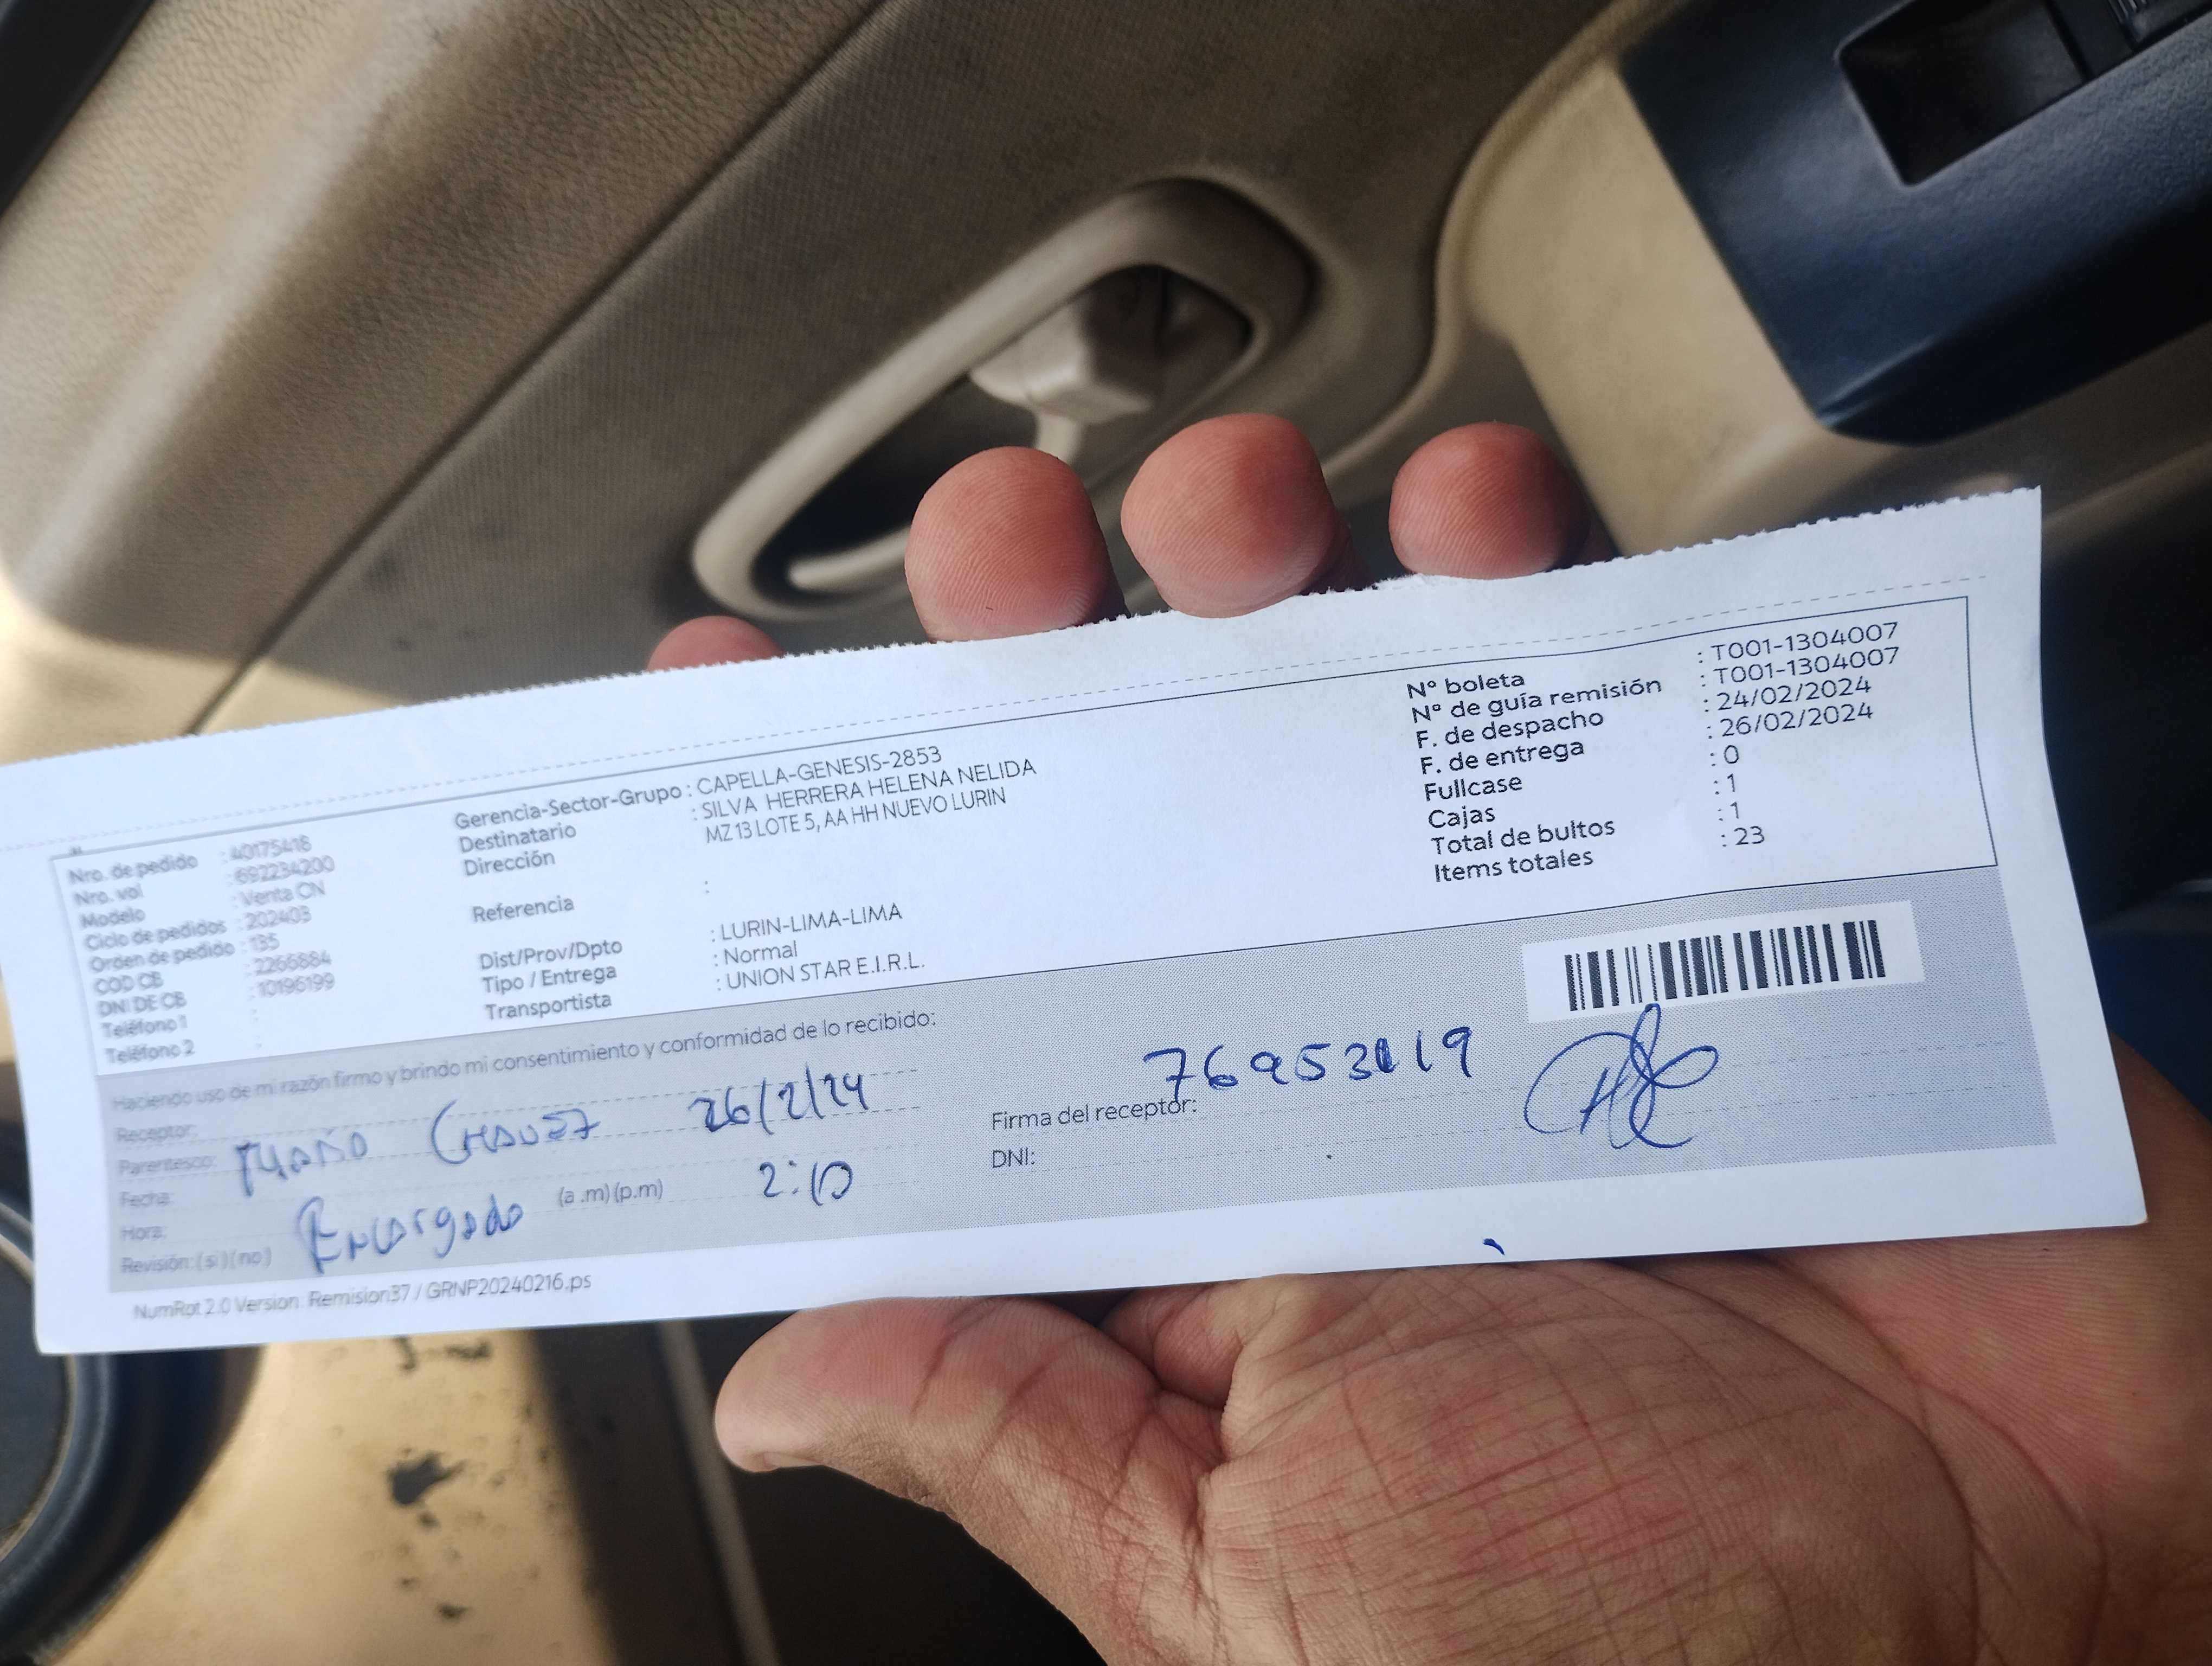 Nro. de pedido : 40175418
Nro. vol : 692234200
Modelo : Venta CN
Ciclo de pedidos : 202403
Orden de pedido : 135
COD CB : 2266884
DNI DE CB : 10196199
Teléfono 1 :
Teléfono 2 :
Gerencia-Sector-Grupo : CAPELLA-GENESIS-2853
Destinatario : SILVA HERRERA HELENA NELIDA
Dirección MZ 13 LOTE 5, AA HH NUEVO LURIN
Referencia :
Dist/Prov/Dpto : LURIN-LIMA-LIMA
Tipo / Entrega : Normal
Transportista : UNION STAR E.I.R.L.
N° boleta : T001-1304007
N° de guía remisión : T001-1304007
F. de despacho : 24/02/2024
F. de entrega : 26/02/2024
Fullcase : 0
Cajas : 1
Total de bultos : 1
Items totales : 23
Haciendo uso de mi razón firmo y brindo mi consentimiento y conformidad de lo recibido:
Receptor:
Parentesco: 26/2/24
Fecha:
Hora: (a .m) (p.m) 2:10
Revisión: ( si ) ( no ) Encargado
Firma del receptor:
DNI:
NumRot 2.0 Version: Remision37 / GRNP20240216.ps